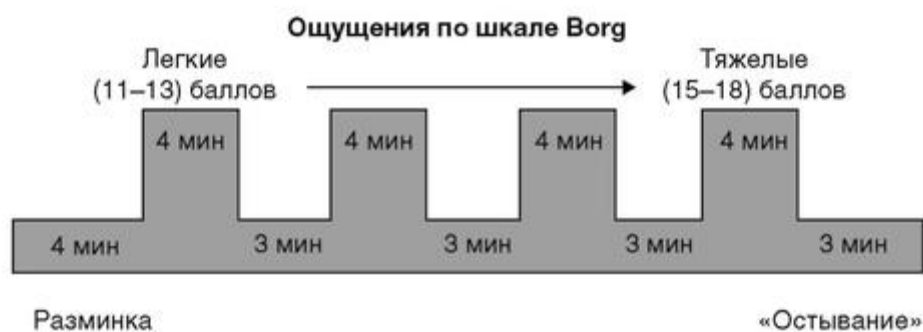 Ощущения по шкале Borg
Легкие
(11–13) баллов
Тяжелые
(15–18) баллов
4 мин 4 мин 4 мин 4 мин
4 мин 3 мин 3 мин 3 мин 3 мин
Разминка «Остывание»